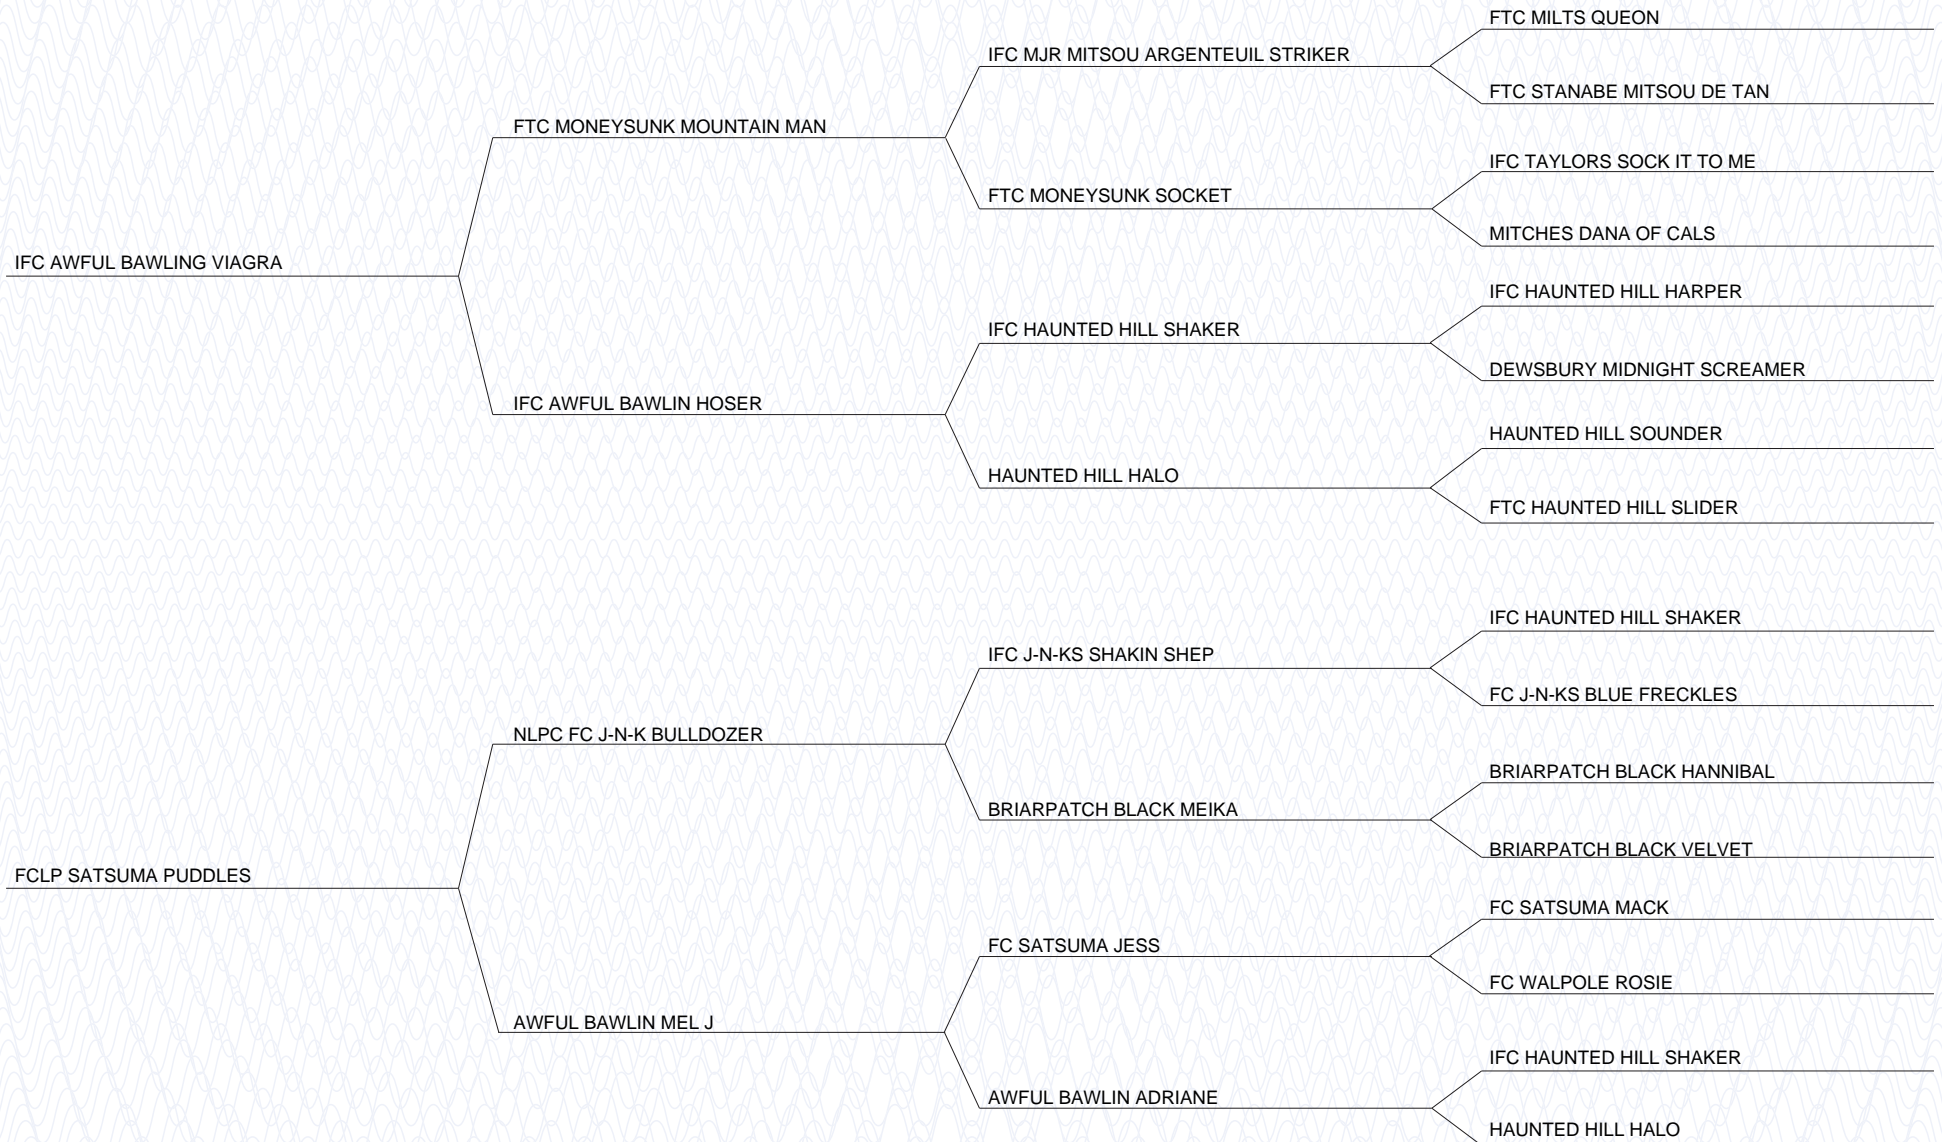 FTC MILTS QUEON
IFC MJR MITSOU ARGENTEUIL STRIKER
FTC STANABE MITSOU DE TAN
FTC MONEYSUNK MOUNTAIN MAN
IFC TAYLORS SOCK IT TO ME
FTC MONEYSUNK SOCKET
MITCHES DANA OF CALS
IFC AWFUL BAWLING VIAGRA
IFC HAUNTED HILL HARPER
IFC HAUNTED HILL SHAKER
DEWSBURY MIDNIGHT SCREAMER
IFC AWFUL BAWLIN HOSER
HAUNTED HILL SOUNDER
HAUNTED HILL HALO
FTC HAUNTED HILL SLIDER
IFC HAUNTED HILL SHAKER
IFC J-N-KS SHAKIN SHEP
FC J-N-KS BLUE FRECKLES
NLPC FC J-N-K BULLDOZER
BRIARPATCH BLACK HANNIBAL
BRIARPATCH BLACK MEIKA
BRIARPATCH BLACK VELVET
FCLP SATSUMA PUDDLES
FC SATSUMA MACK
FC SATSUMA JESS
FC WALPOLE ROSIE
AWFUL BAWLIN MEL J
IFC HAUNTED HILL SHAKER
AWFUL BAWLIN ADRIANE
HAUNTED HILL HALO